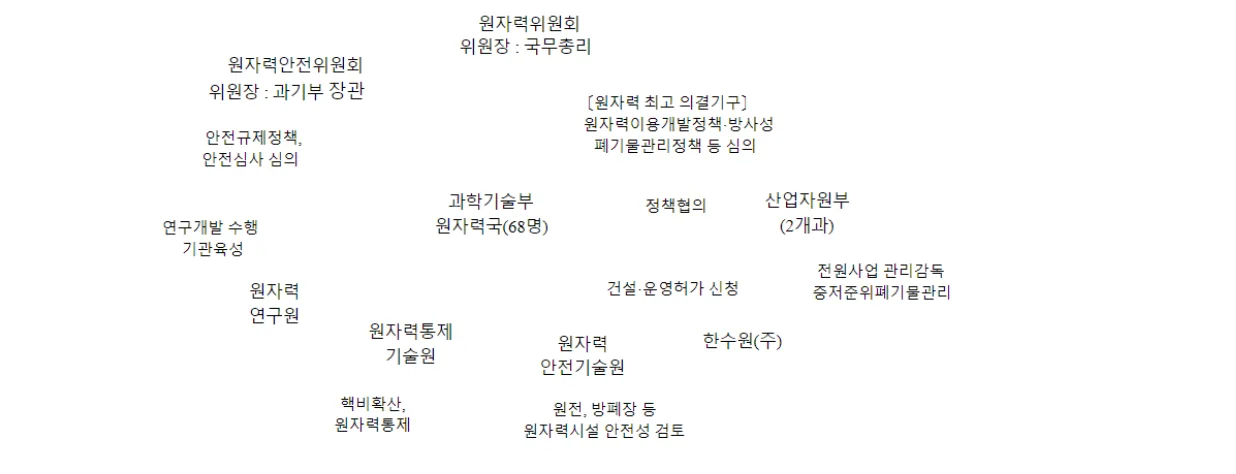 원자력위원회
위원장 : 국무총리
원자력안전위원회
위원장 : 과기부 장관
〔원자력 최고 의결기구〕
원자력이용개발정책·방사성
폐기물관리정책 등 심의
안전규제정책,
안전심사 심의
과학기술부
원자력국(68명)
정책협의
산업자원부
(2개과)
연구개발 수행
기관육성
전원사업 관리감독
중저준위폐기물관리
건설·운영허가 신청
원자력
연구원
원자력통제
기술원
원자력
안전기술원
한수원(주)
핵비확산,
원자력통제
원전, 방폐장 등
원자력시설 안전성 검토